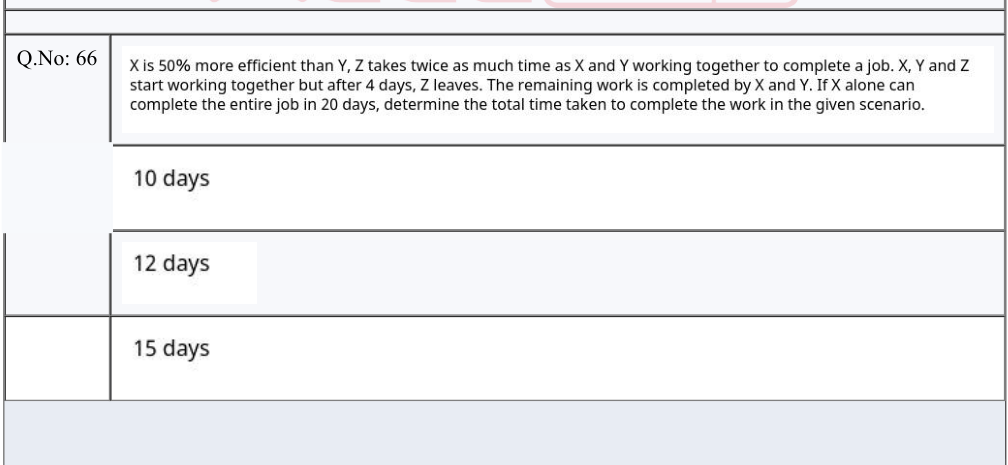 Q.No: 66
X is 50% more efficient than Y, Z takes twice as much time as X and Y working together to complete a job. X, Y and Z
start working together but after 4 days, Z leaves. The remaining work is completed by X and Y. If X alone can
complete the entire job in 20 days, determine the total time taken to complete the work in the given scenario.
10 days
12 days
15 days